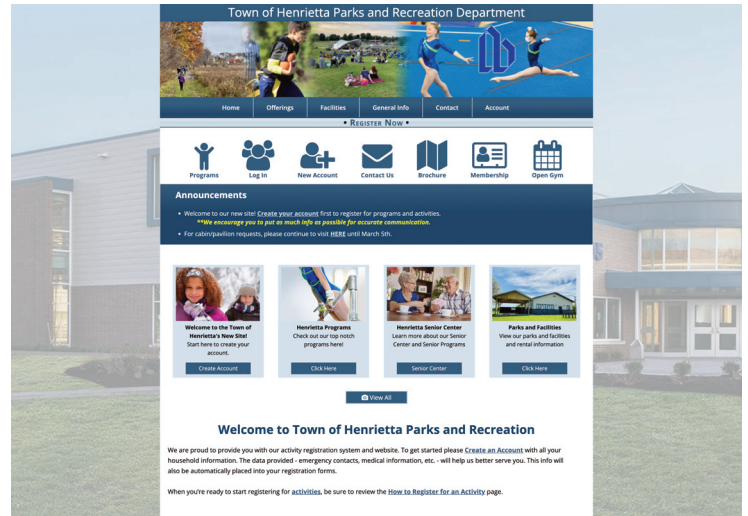 Town of Henrietta Parks and Recreation Department
Home Offerings Facilities General Info Contact Account
• Register Now •
Programs Log In New Account Contact Us Brochure Membership Open Gym
Announcements
• Welcome to our new site! Create your account first to register for programs and activities.
**We encourage you to put as much info as possible for accurate communication.
• For cabin/pavilion requests, please continue to visit HERE until March 5th.
Welcome to the Town of
Henrietta's New Site!
Start here to create your
account.
Create Account
Henrietta Programs
Check out our top notch
programs here!
Click Here
Henrietta Senior Center
Learn more about our Senior
Center and Senior Programs
Senior Center
Parks and Facilities
View our parks and facilities
and rental information
Click Here
View All
Welcome to Town of Henrietta Parks and Recreation
We are proud to provide you with our activity registration system and website. To get started please Create an Account with all your
household information. The data provided - emergency contacts, medical information, etc. - will help us better serve you. This info will
also be automatically placed into your registration forms.
When you're ready to start registering for activities, be sure to review the How to Register for an Activity page.